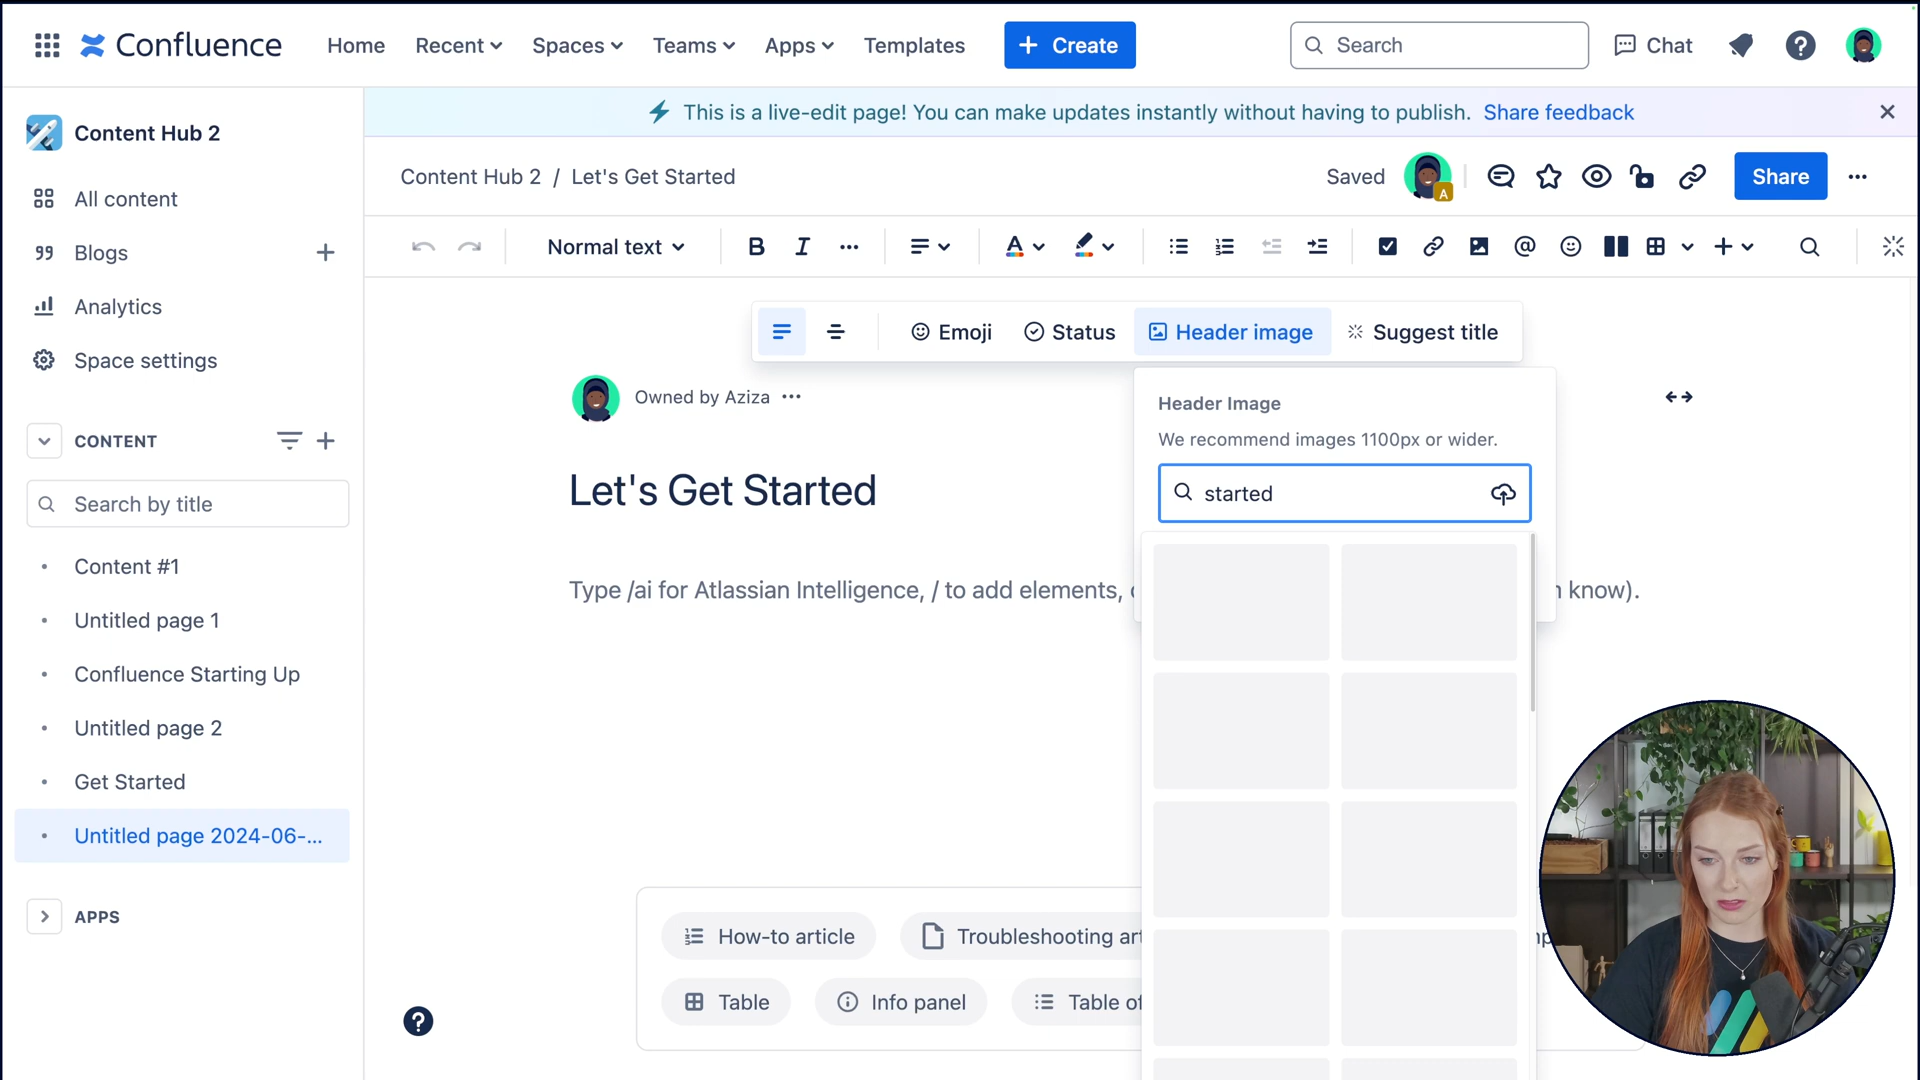 Confluence
Home
Recent
Spaces
Teams
Apps
Templates
+ Create
Search
Chat
Content Hub 2
This is a live-edit page! You can make updates instantly without having to publish. Share feedback
All content
Blogs
Analytics
Space settings
CONTENT
Search by title
Content #1
Untitled page 1
Confluence Starting Up
Untitled page 2
Get Started
Untitled page 2024-06-...
APPS
Content Hub 2 / Let's Get Started
Saved
A
Share
Normal text
B I
A
Emoji
Status
Header image
Suggest title
Owned by Aziza
Header Image
We recommend images 1100px or wider.
started
Let's Get Started
Type /ai for Atlassian Intelligence, / to add elements, know).
How-to article
Troubleshooting
Table
Info panel
Table of